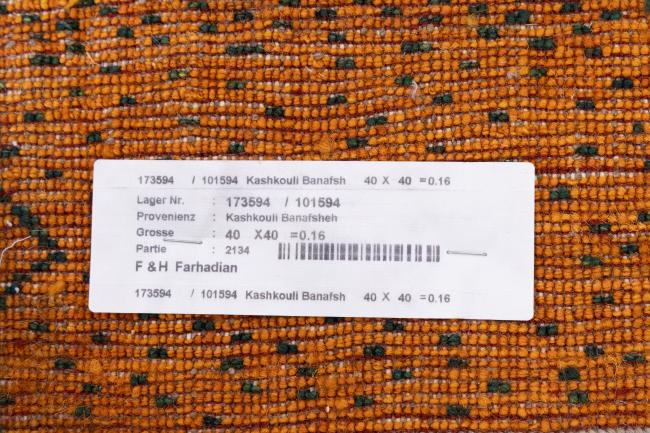 173594 / 101594 Kashkouli Banafsh 40 X 40 =0.16
Lager Nr. : 173594 / 101594
Provenienz : Kashkouli Banafsheh
Grosse : 40 X40 =0.16
Partie : 2134
F & H Farhadian
173594 / 101594 Kashkouli Banafsh 40 X 40 =0.16